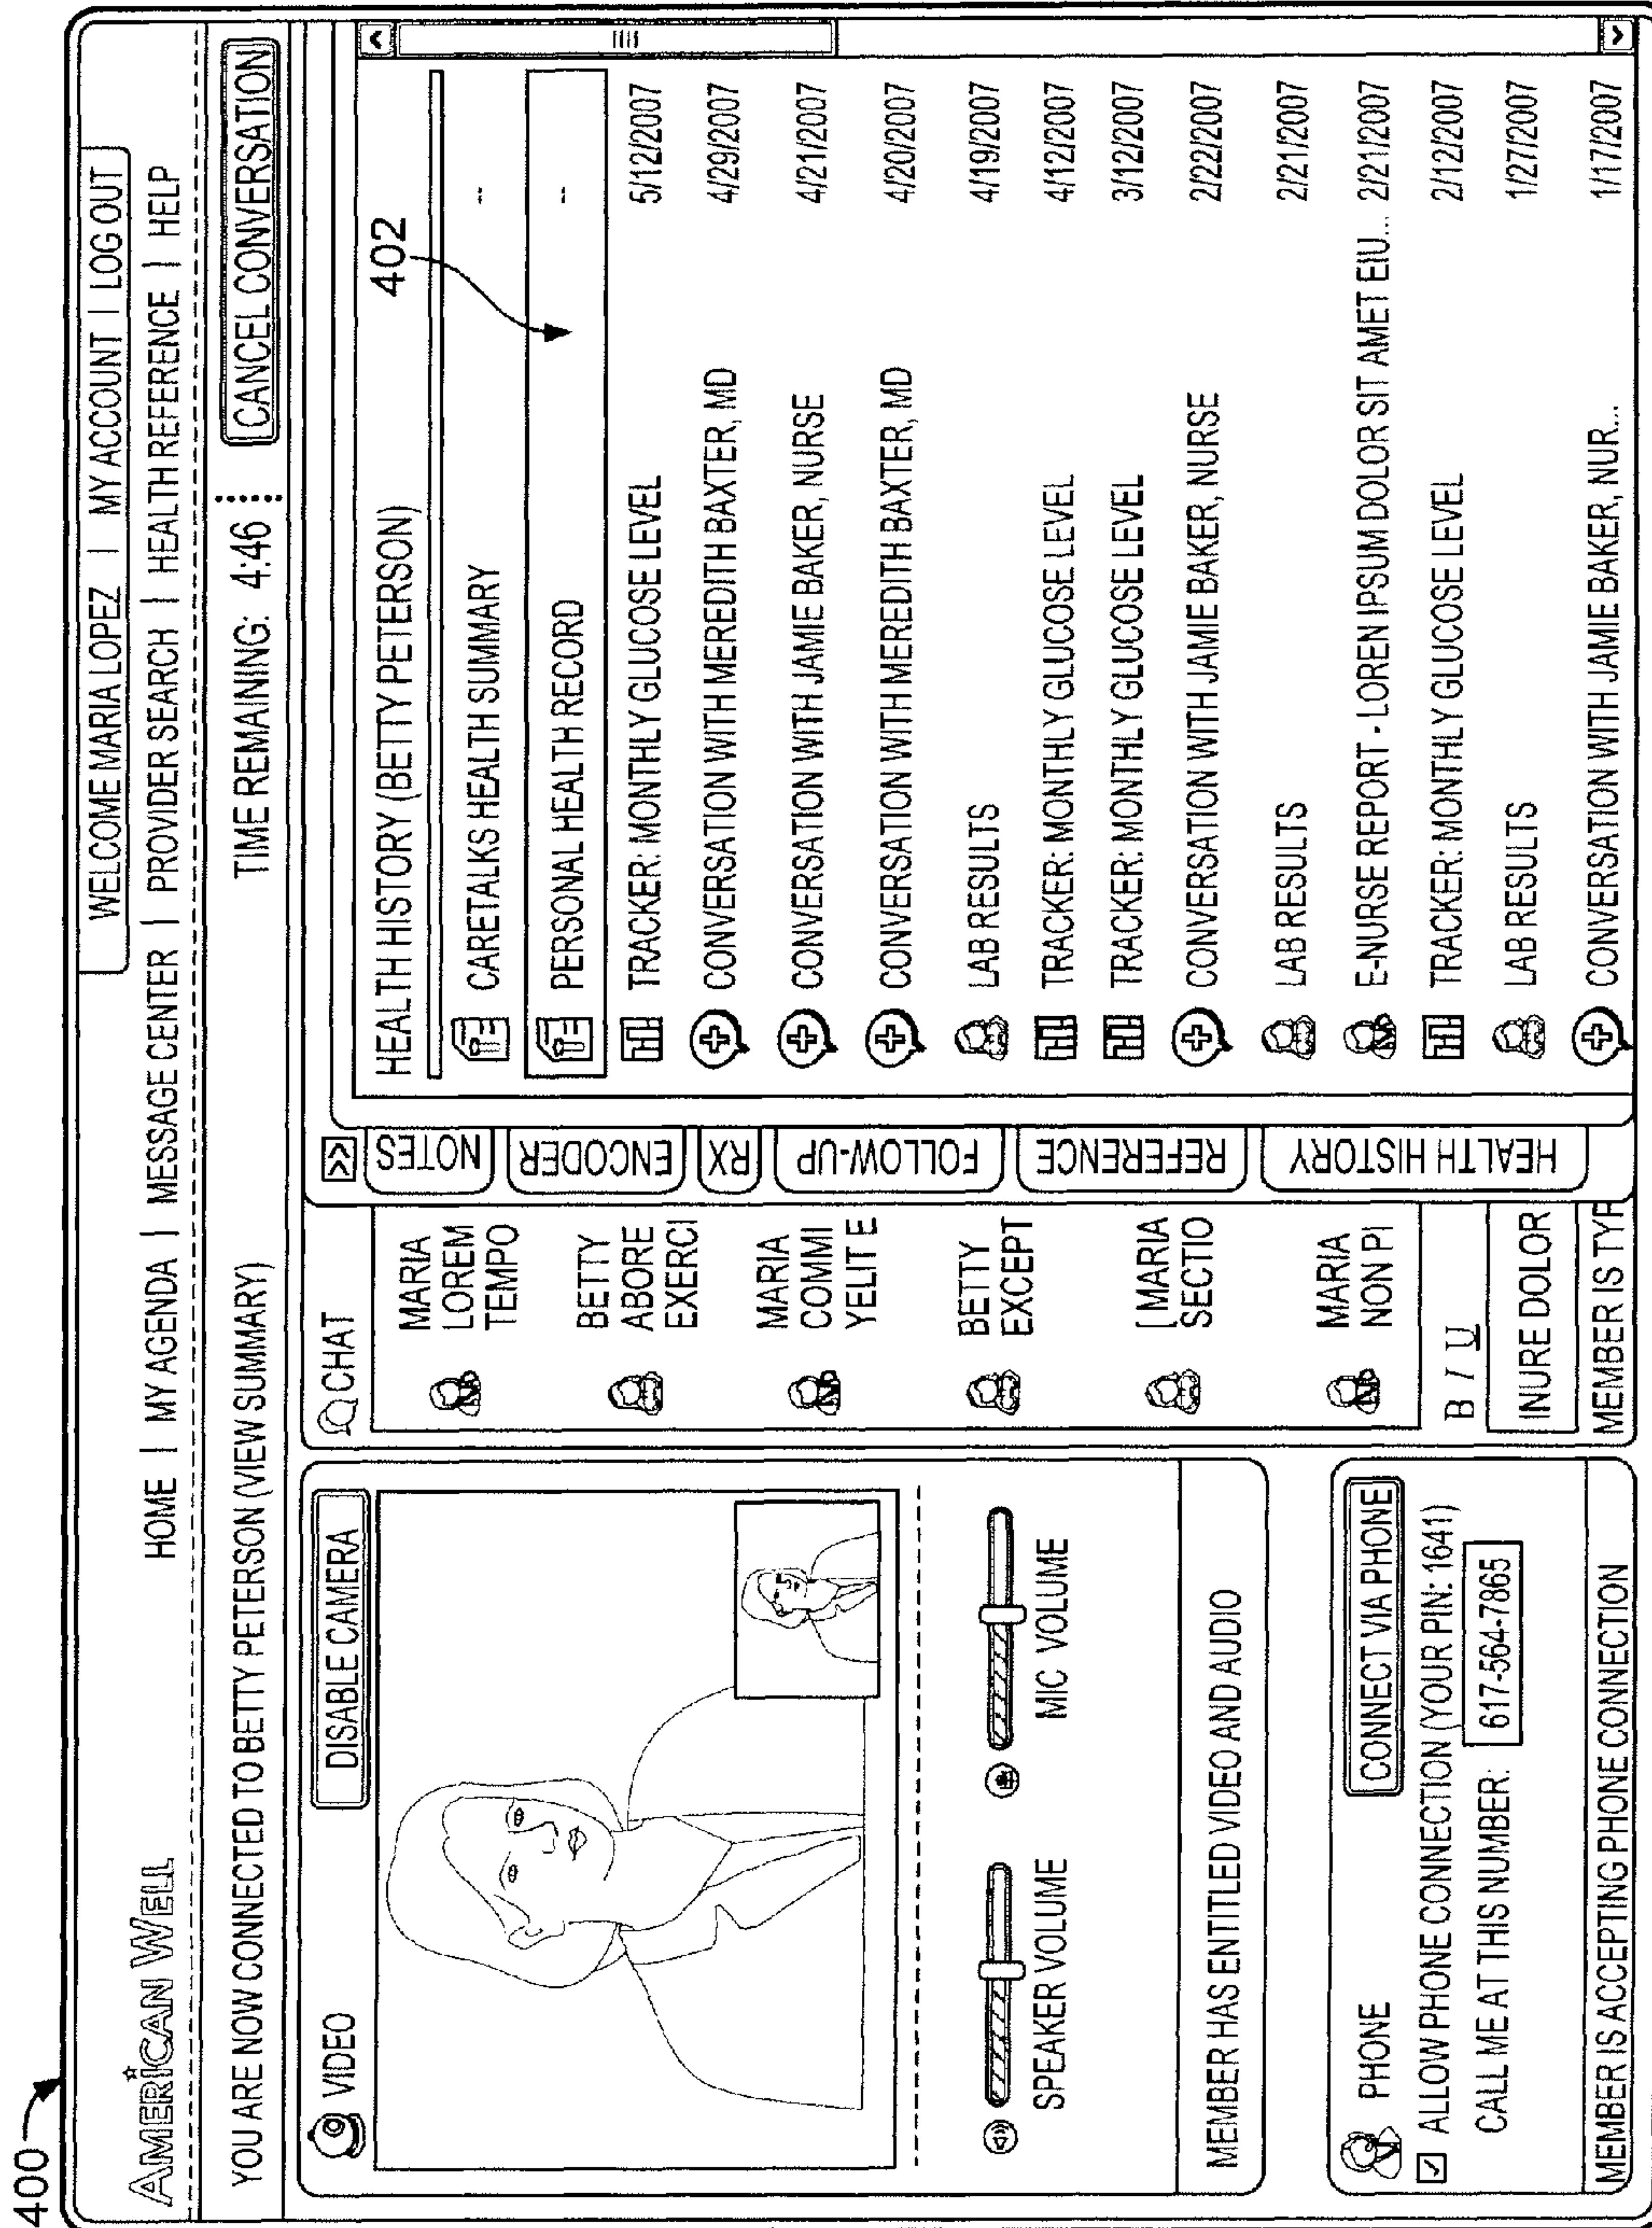 400
WELCOME MARIA LOPEZ | MY ACCOUNT | LOG OUT
AMERICAN WELL
HOME | MY AGENDA | MESSAGE CENTER | PROVIDER SEARCH | HEALTH REFERENCE | HELP
YOU ARE NOW CONNECTED TO BETTY PETERSON (VIEW SUMMARY)
TIME REMAINING: 4:46
CANCEL CONVERSATION
VIDEO
DISABLE CAMERA
SPEAKER VOLUME
MIC VOLUME
MEMBER HAS ENTITLED VIDEO AND AUDIO
PHONE
CONNECT VIA PHONE
ALLOW PHONE CONNECTION (YOUR PIN: 1641)
CALL ME AT THIS NUMBER: 617-564-7865
MEMBER IS ACCEPTING PHONE CONNECTION
CHAT
MARIA
LOREM
TEMPO
BETTY
ABORE
EXERCI
MARIA
COMMI
YELIT E
BETTY
EXCEPT
[MARIA
SECTIO
MARIA
NON PI
B I U
INURE DOLOR
MEMBER IS TYP
>>
NOTES
ENCODER
RX
FOLLOW-UP
REFERENCE
HEALTH HISTORY
HEALTH HISTORY (BETTY PETERSON)
402
CARETALKS HEALTH SUMMARY --
PERSONAL HEALTH RECORD --
TRACKER: MONTHLY GLUCOSE LEVEL 5/12/2007
CONVERSATION WITH MEREDITH BAXTER, MD 4/29/2007
CONVERSATION WITH JAMIE BAKER, NURSE 4/21/2007
CONVERSATION WITH MEREDITH BAXTER, MD 4/20/2007
LAB RESULTS 4/19/2007
TRACKER: MONTHLY GLUCOSE LEVEL 4/12/2007
TRACKER: MONTHLY GLUCOSE LEVEL 3/12/2007
CONVERSATION WITH JAMIE BAKER, NURSE 2/22/2007
LAB RESULTS 2/21/2007
E-NURSE REPORT - LOREN IPSUM DOLOR SIT AMET EIU... 2/21/2007
TRACKER: MONTHLY GLUCOSE LEVEL 2/12/2007
LAB RESULTS 1/27/2007
CONVERSATION WITH JAMIE BAKER, NUR... 1/17/2007